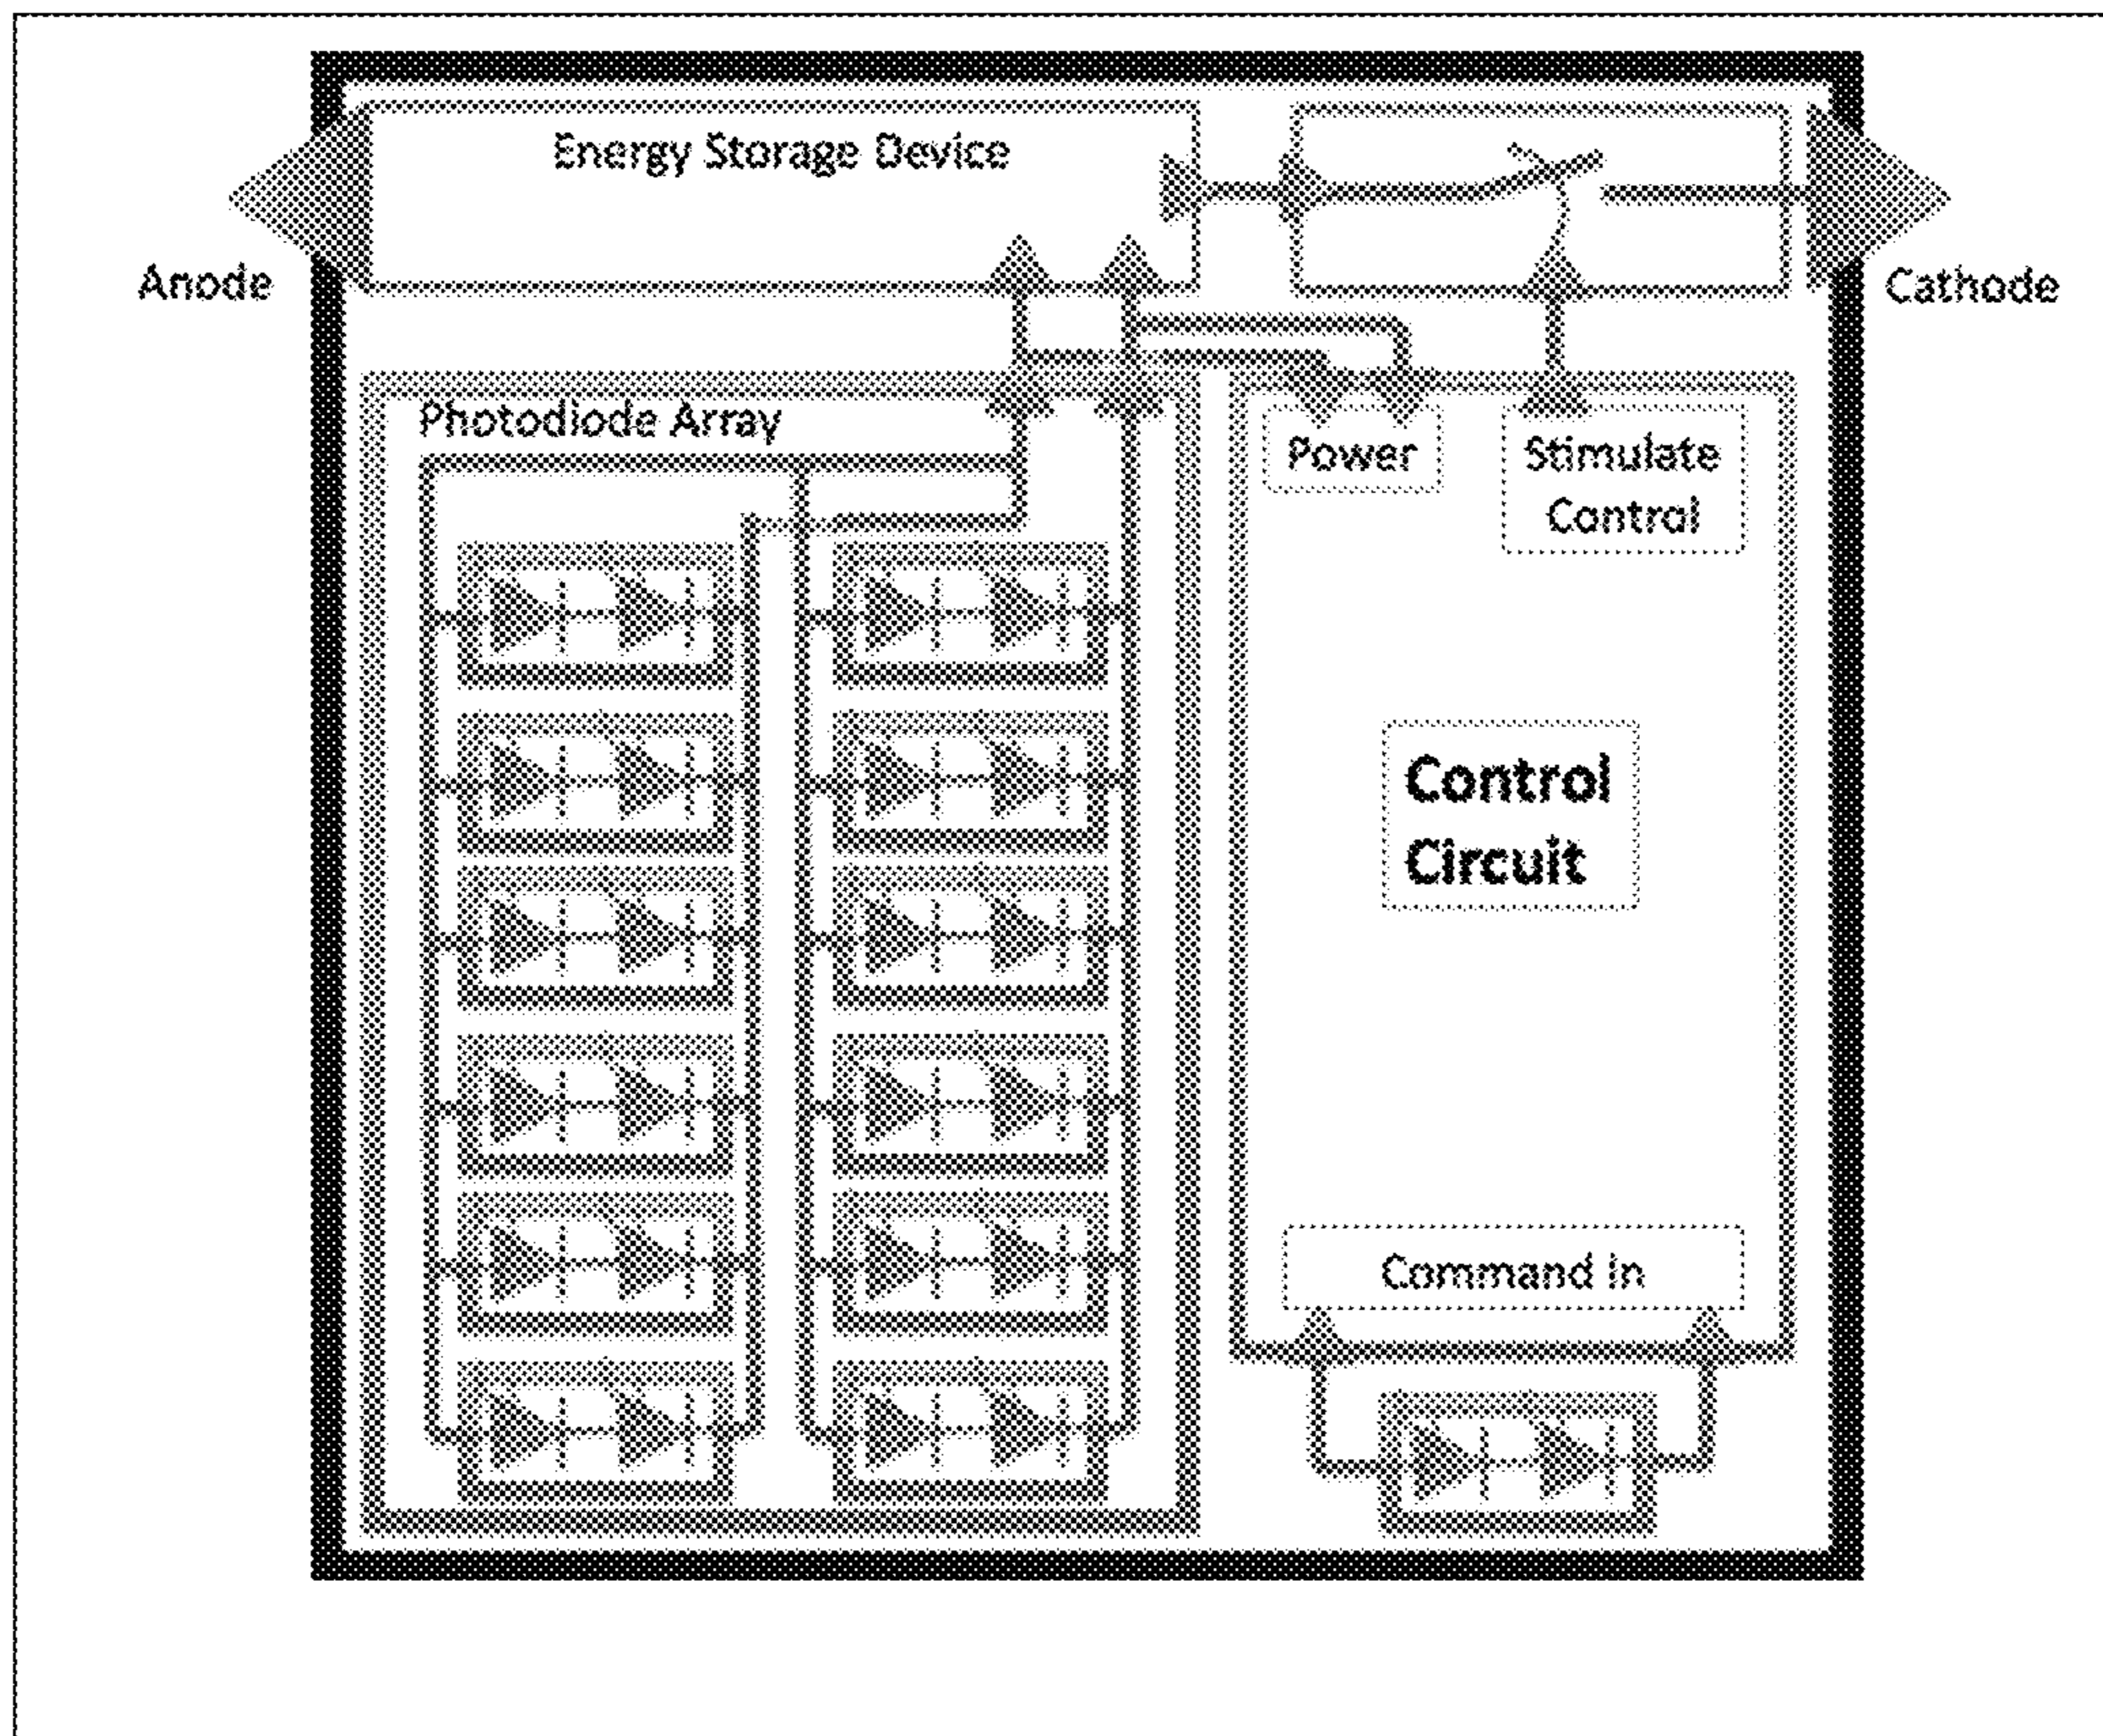 Energy Storage Device
Anode
Cathode
Photodiode Array
Power
Stimulate
Control
Control
Circuit
Command In